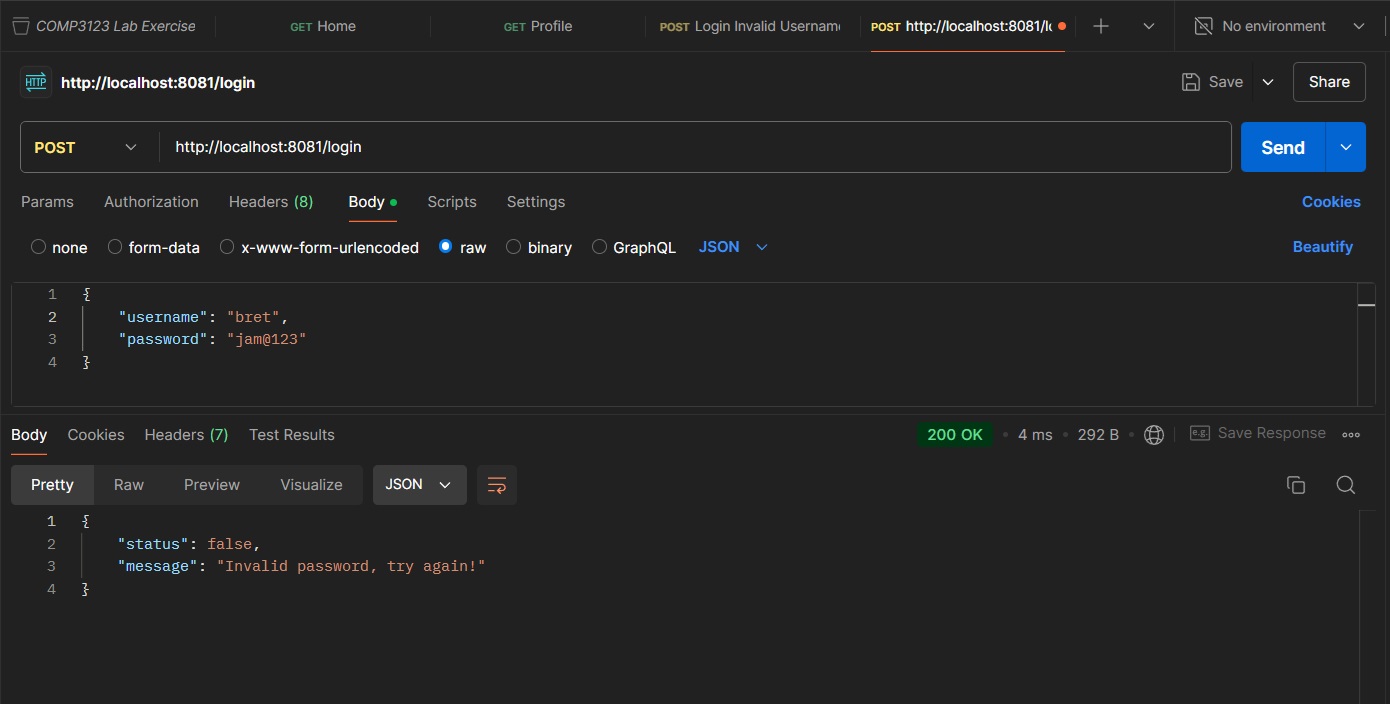 COMP3123 Lab Exercise GET Home GET Profile POST Login Invalid Usernam POST http://localhost:8081/lo No environment
HTTP http://localhost:8081/login Save Share
POST http://localhost:8081/login Send
Params Authorization Headers (8) Body Scripts Settings Cookies
none form-data x-www-form-urlencoded raw binary GraphQL JSON Beautify
1 {
2 "username": "bret",
3 "password": "jam@123"
4 }
Body Cookies Headers (7) Test Results 200 OK 4 ms 292 B e.g. Save Response
Pretty Raw Preview Visualize JSON
1 {
2 "status": false,
3 "message": "Invalid password, try again!"
4 }